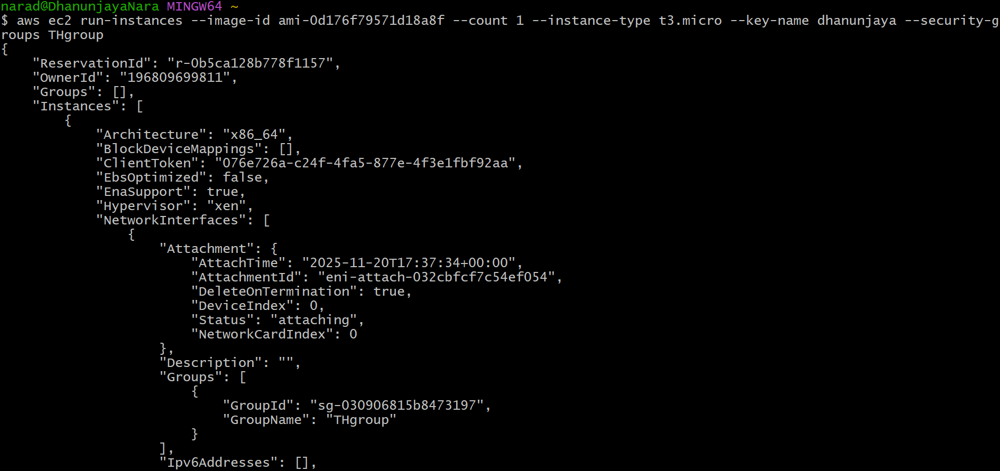 narad@DhanunjayaNara MINGW64 ~
$ aws ec2 run-instances --image-id ami-0d176f79571d18a8f --count 1 --instance-type t3.micro --key-name dhanunjaya --security-g
roups THgroup
{
    "ReservationId": "r-0b5ca128b778f1157",
    "OwnerId": "196809699811",
    "Groups": [],
    "Instances": [
        {
            "Architecture": "x86_64",
            "BlockDeviceMappings": [],
            "ClientToken": "076e726a-c24f-4fa5-877e-4f3e1fbf92aa",
            "EbsOptimized": false,
            "EnaSupport": true,
            "Hypervisor": "xen",
            "NetworkInterfaces": [
                {
                    "Attachment": {
                        "AttachTime": "2025-11-20T17:37:34+00:00",
                        "AttachmentId": "eni-attach-032cbfcf7c54ef054",
                        "DeleteOnTermination": true,
                        "DeviceIndex": 0,
                        "Status": "attaching",
                        "NetworkCardIndex": 0
                    },
                    "Description": "",
                    "Groups": [
                        {
                            "GroupId": "sg-030906815b8473197",
                            "GroupName": "THgroup"
                        }
                    ],
                    "Ipv6Addresses": [],